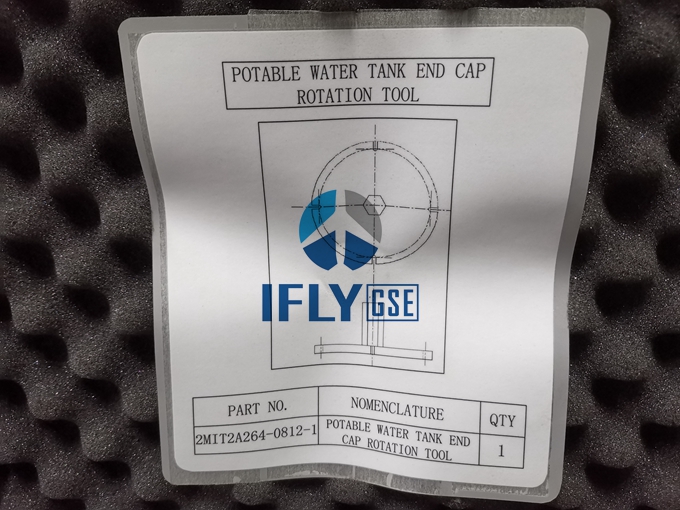 POTABLE WATER TANK END CAP
ROTATION TOOL
IFLY GSE
PART NO. NOMENCLATURE QTY
2MIT2A264-0812-1 POTABLE WATER TANK END CAP ROTATION TOOL 1